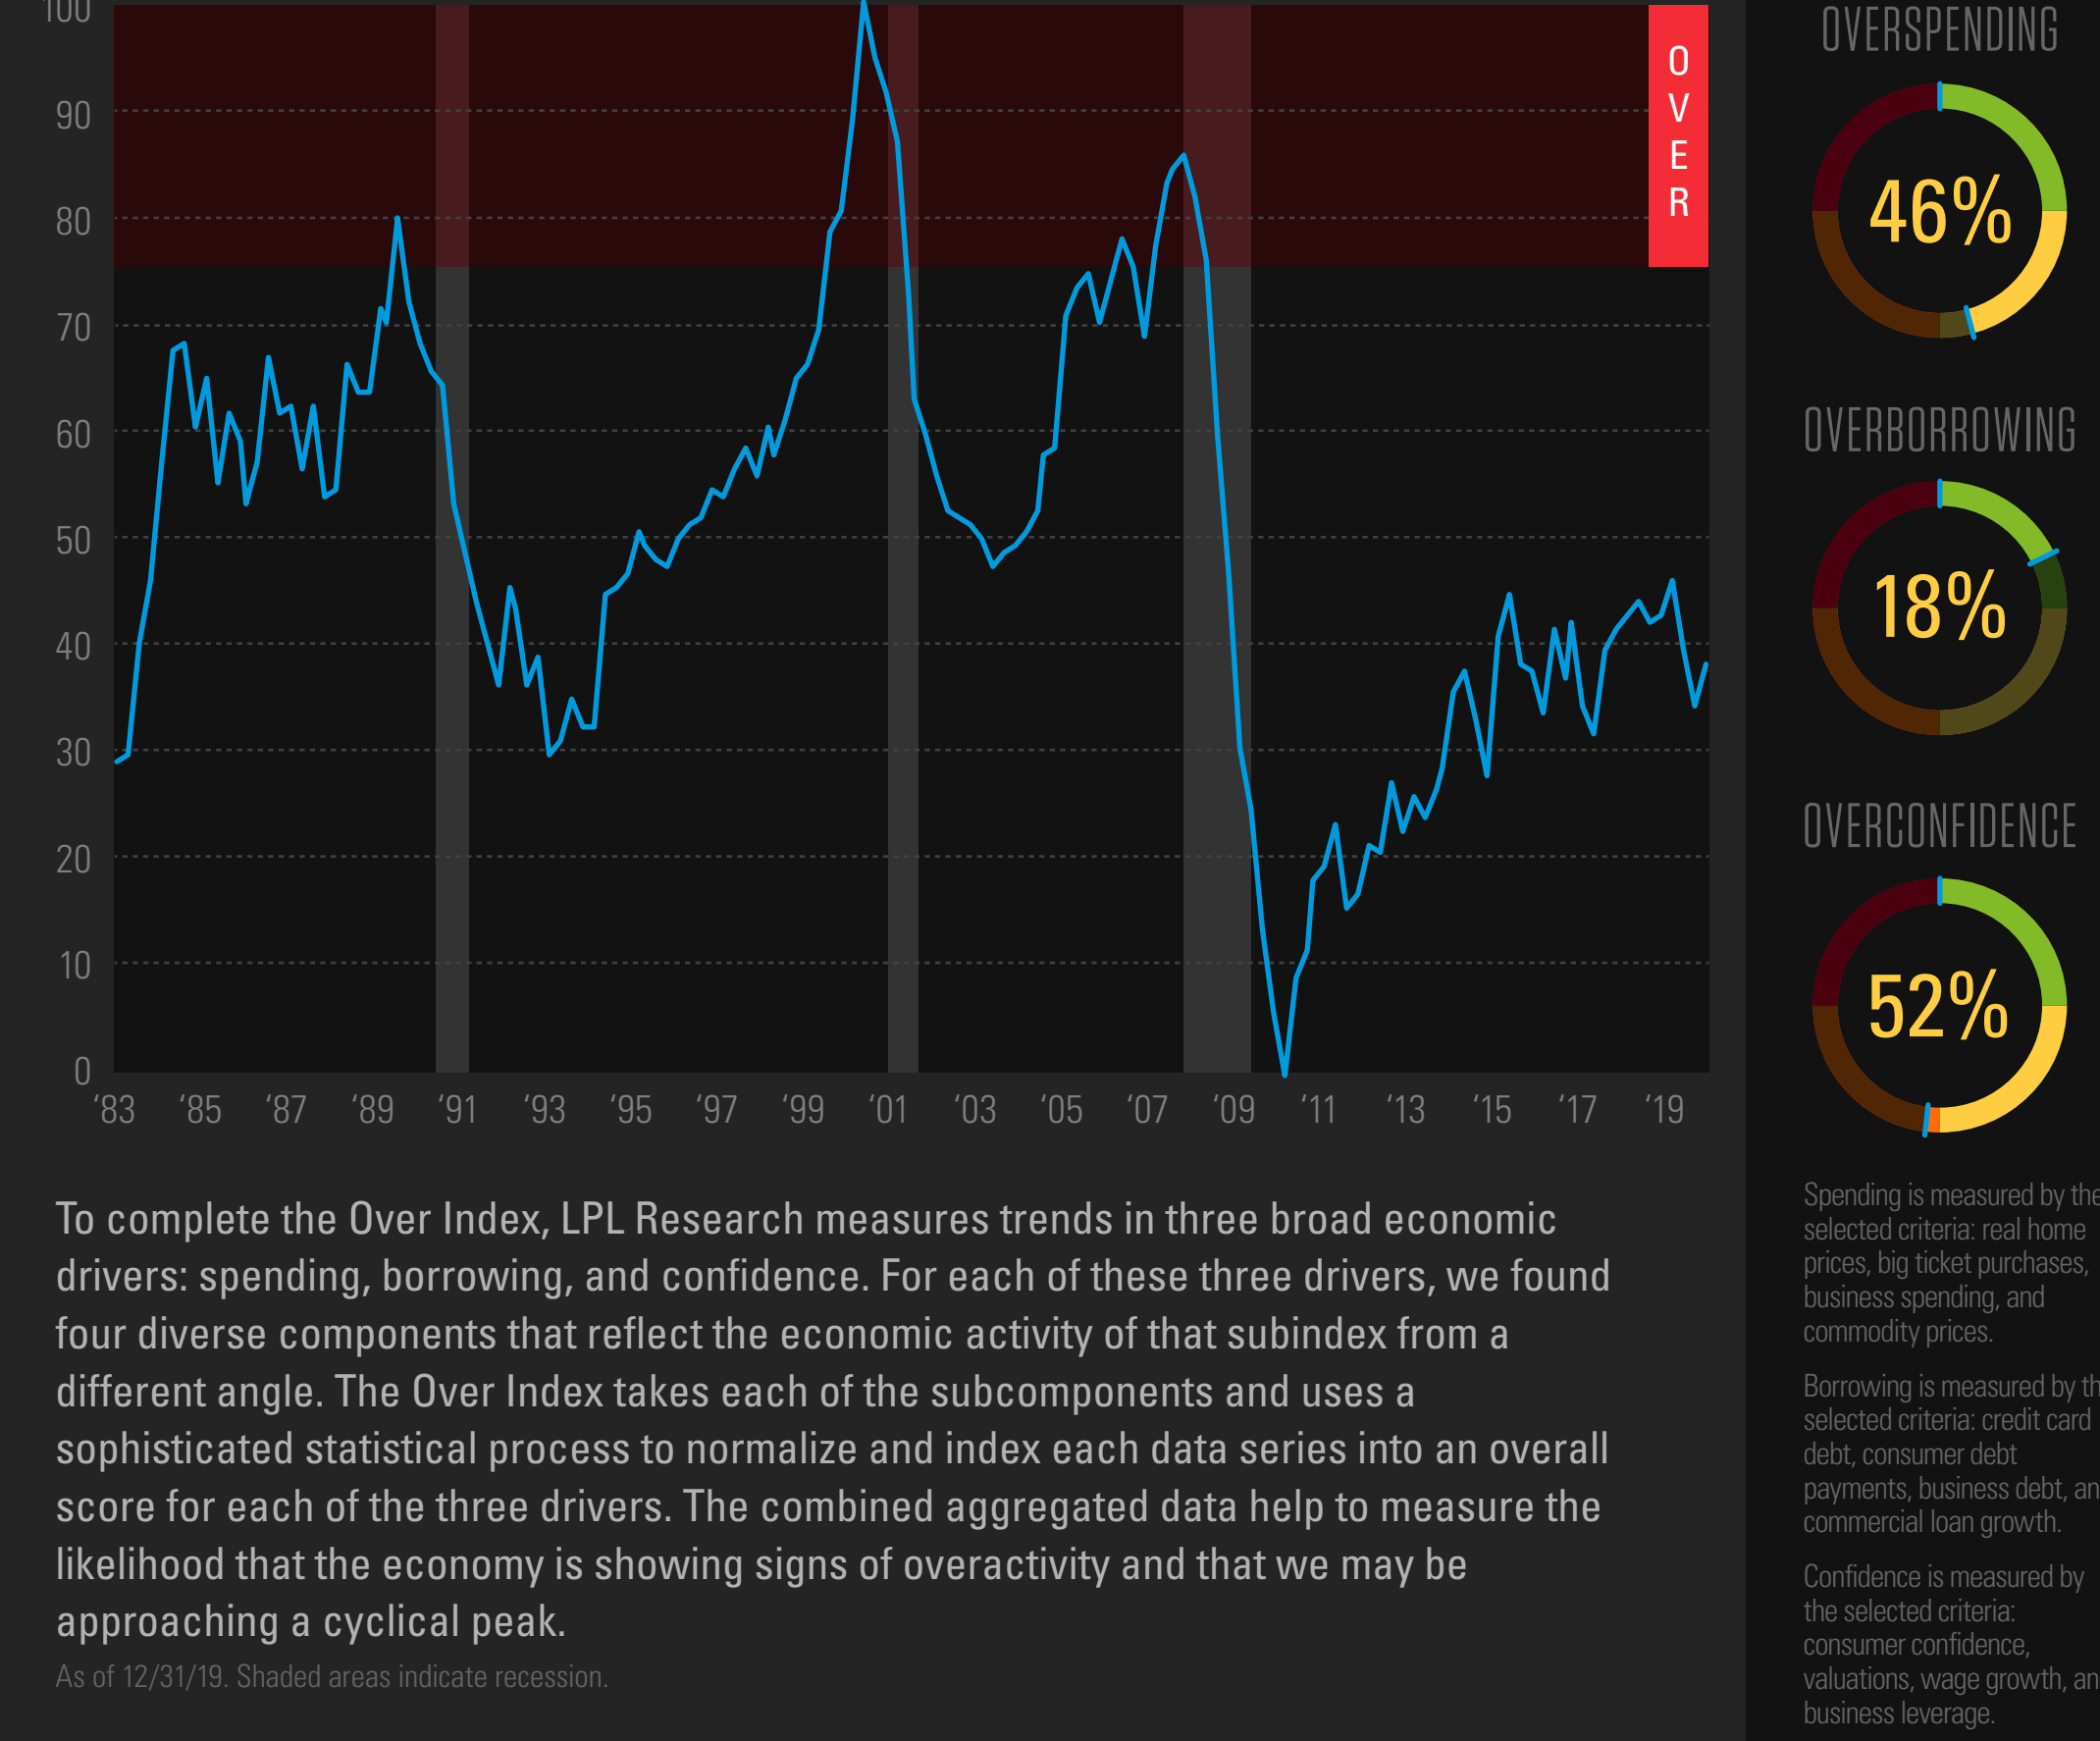 100
90
80
70
60
50
40
30
20
10
0
O
V
E
R
‘83 ‘85 ‘87 ‘89 ‘91 ‘93 ‘95 ‘97 ‘99 ‘01 ‘03 ‘05 ‘07 ‘09 ‘11 ‘13 ‘15 ‘17 ‘19
To complete the Over Index, LPL Research measures trends in three broad economic
drivers: spending, borrowing, and confidence. For each of these three drivers, we found
four diverse components that reflect the economic activity of that subindex from a
different angle. The Over Index takes each of the subcomponents and uses a
sophisticated statistical process to normalize and index each data series into an overall
score for each of the three drivers. The combined aggregated data help to measure the
likelihood that the economy is showing signs of overactivity and that we may be
approaching a cyclical peak.
As of 12/31/19. Shaded areas indicate recession.
OVERSPENDING
46%
OVERBORROWING
18%
OVERCONFIDENCE
52%
Spending is measured by the
selected criteria: real home
prices, big ticket purchases,
business spending, and
commodity prices.
Borrowing is measured by th
selected criteria: credit card
debt, consumer debt
payments, business debt, an
commercial loan growth.
Confidence is measured by
the selected criteria:
consumer confidence,
valuations, wage growth, an
business leverage.